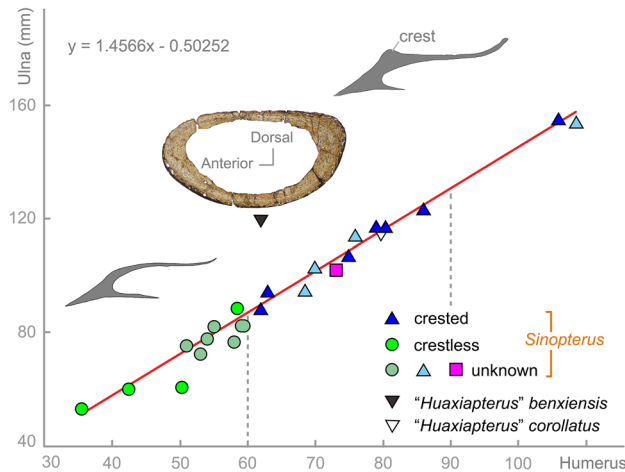 Ulna (mm)
y = 1.4566x - 0.50252
crest
160
Dorsal
Anterior
120
crested
crestless
Sinopterus
80
unknown
“Huaxiapterus” benxiensis
“Huaxiapterus” corollatus
40
30 40 50 60 70 80 90 100 Humerus